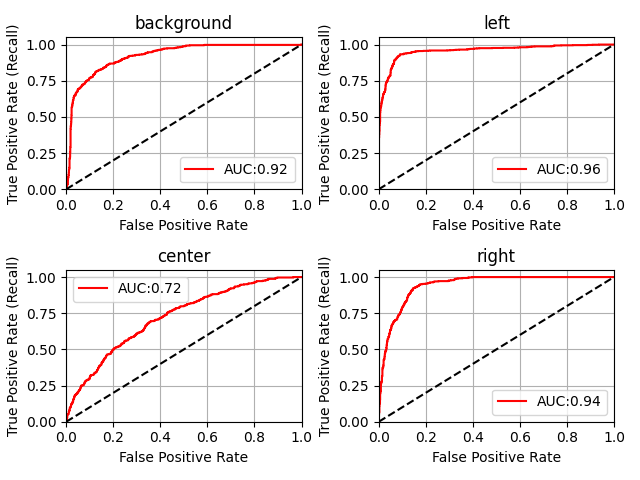 background
True Positive Rate (Recall)
1.00
0.75
0.50
0.25
0.00
AUC:0.92
0.0 0.2 0.4 0.6 0.8 1.0
False Positive Rate
left
True Positive Rate (Recall)
1.00
0.75
0.50
0.25
0.00
AUC:0.96
0.0 0.2 0.4 0.6 0.8 1.0
False Positive Rate
center
True Positive Rate (Recall)
1.00
0.75
0.50
0.25
0.00
AUC:0.72
0.0 0.2 0.4 0.6 0.8 1.0
False Positive Rate
right
True Positive Rate (Recall)
1.00
0.75
0.50
0.25
0.00
AUC:0.94
0.0 0.2 0.4 0.6 0.8 1.0
False Positive Rate